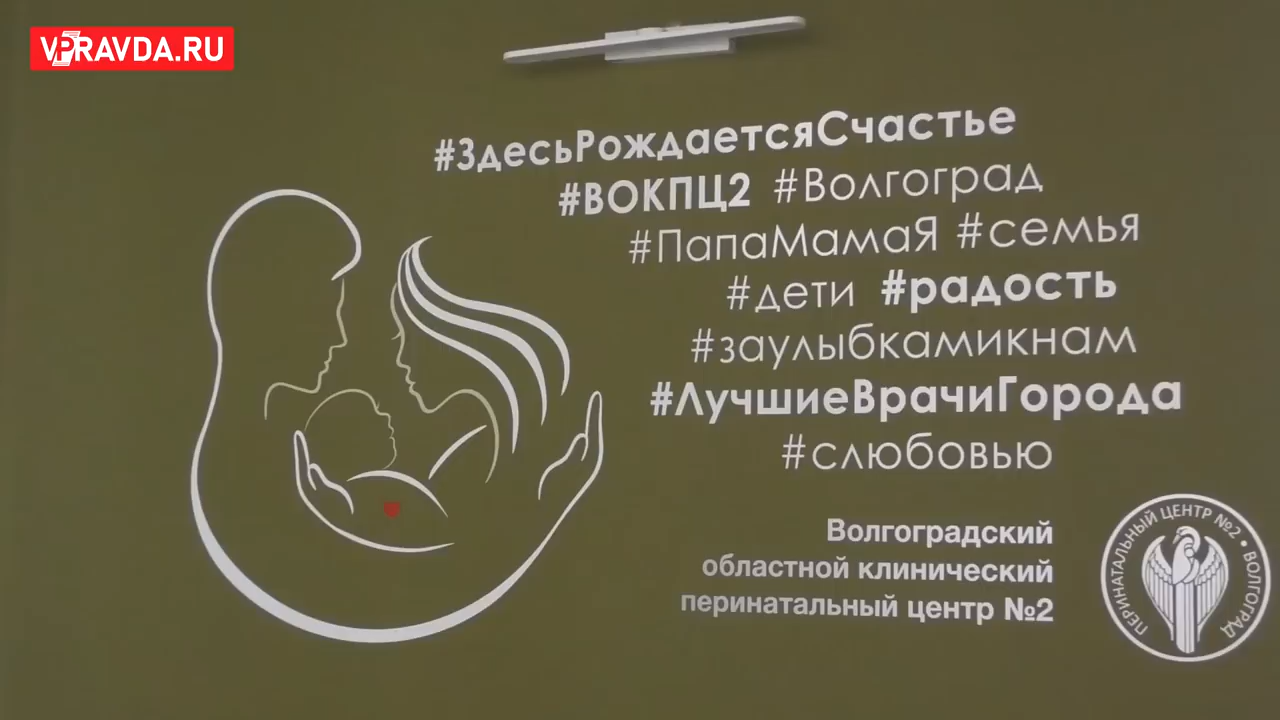 VPRAVDA.RU
#ЗдесьРождаетсяСчастье
#ВОКПЦ2 #Волгоград
#ПапаМамаЯ #семья
#дети #радость
#заулыбкамикнам
#ЛучшиеВрачиГорода
#слюбовью
Волгоградский
областной клинический
перинатальный центр №2
ПЕРИНАТАЛЬНЫЙ ЦЕНТР №2 • ВОЛГОГРАД